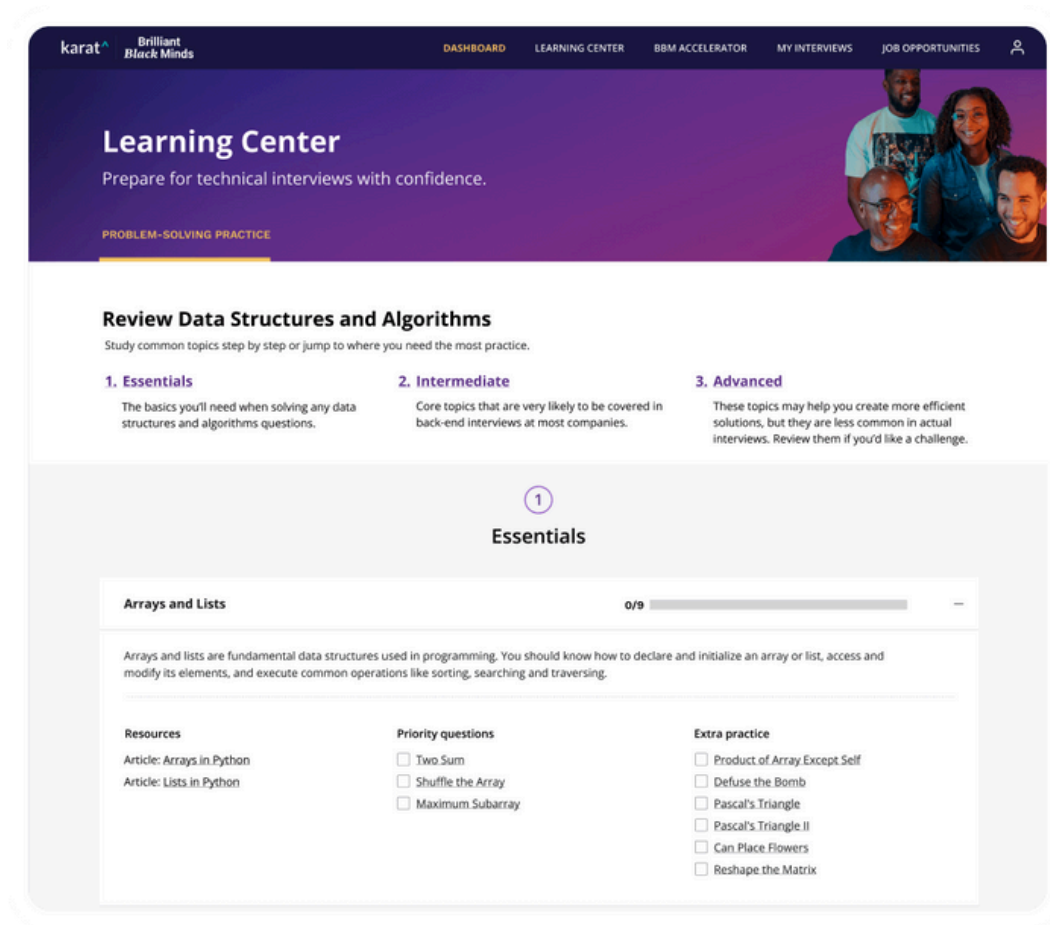 karat^
Brilliant
Black Minds
DASHBOARD
LEARNING CENTER
BBM ACCELERATOR
MY INTERVIEWS
JOB OPPORTUNITIES
Learning Center
Prepare for technical interviews with confidence.
PROBLEM-SOLVING PRACTICE
Review Data Structures and Algorithms
Study common topics step by step or jump to where you need the most practice.
1. Essentials
The basics you'll need when solving any data
structures and algorithms questions.
2. Intermediate
Core topics that are very likely to be covered in
back-end interviews at most companies.
3. Advanced
These topics may help you create more efficient
solutions, but they are less common in actual
interviews. Review them if you'd like a challenge.
1
Essentials
Arrays and Lists
0/9
Arrays and lists are fundamental data structures used in programming. You should know how to declare and initialize an array or list, access and
modify its elements, and execute common operations like sorting, searching and traversing.
Resources
Article: Arrays in Python
Article: Lists in Python
Priority questions
Two Sum
Shuffle the Array
Maximum Subarray
Extra practice
Product of Array Except Self
Defuse the Bomb
Pascal's Triangle
Pascal's Triangle II
Can Place Flowers
Reshape the Matrix